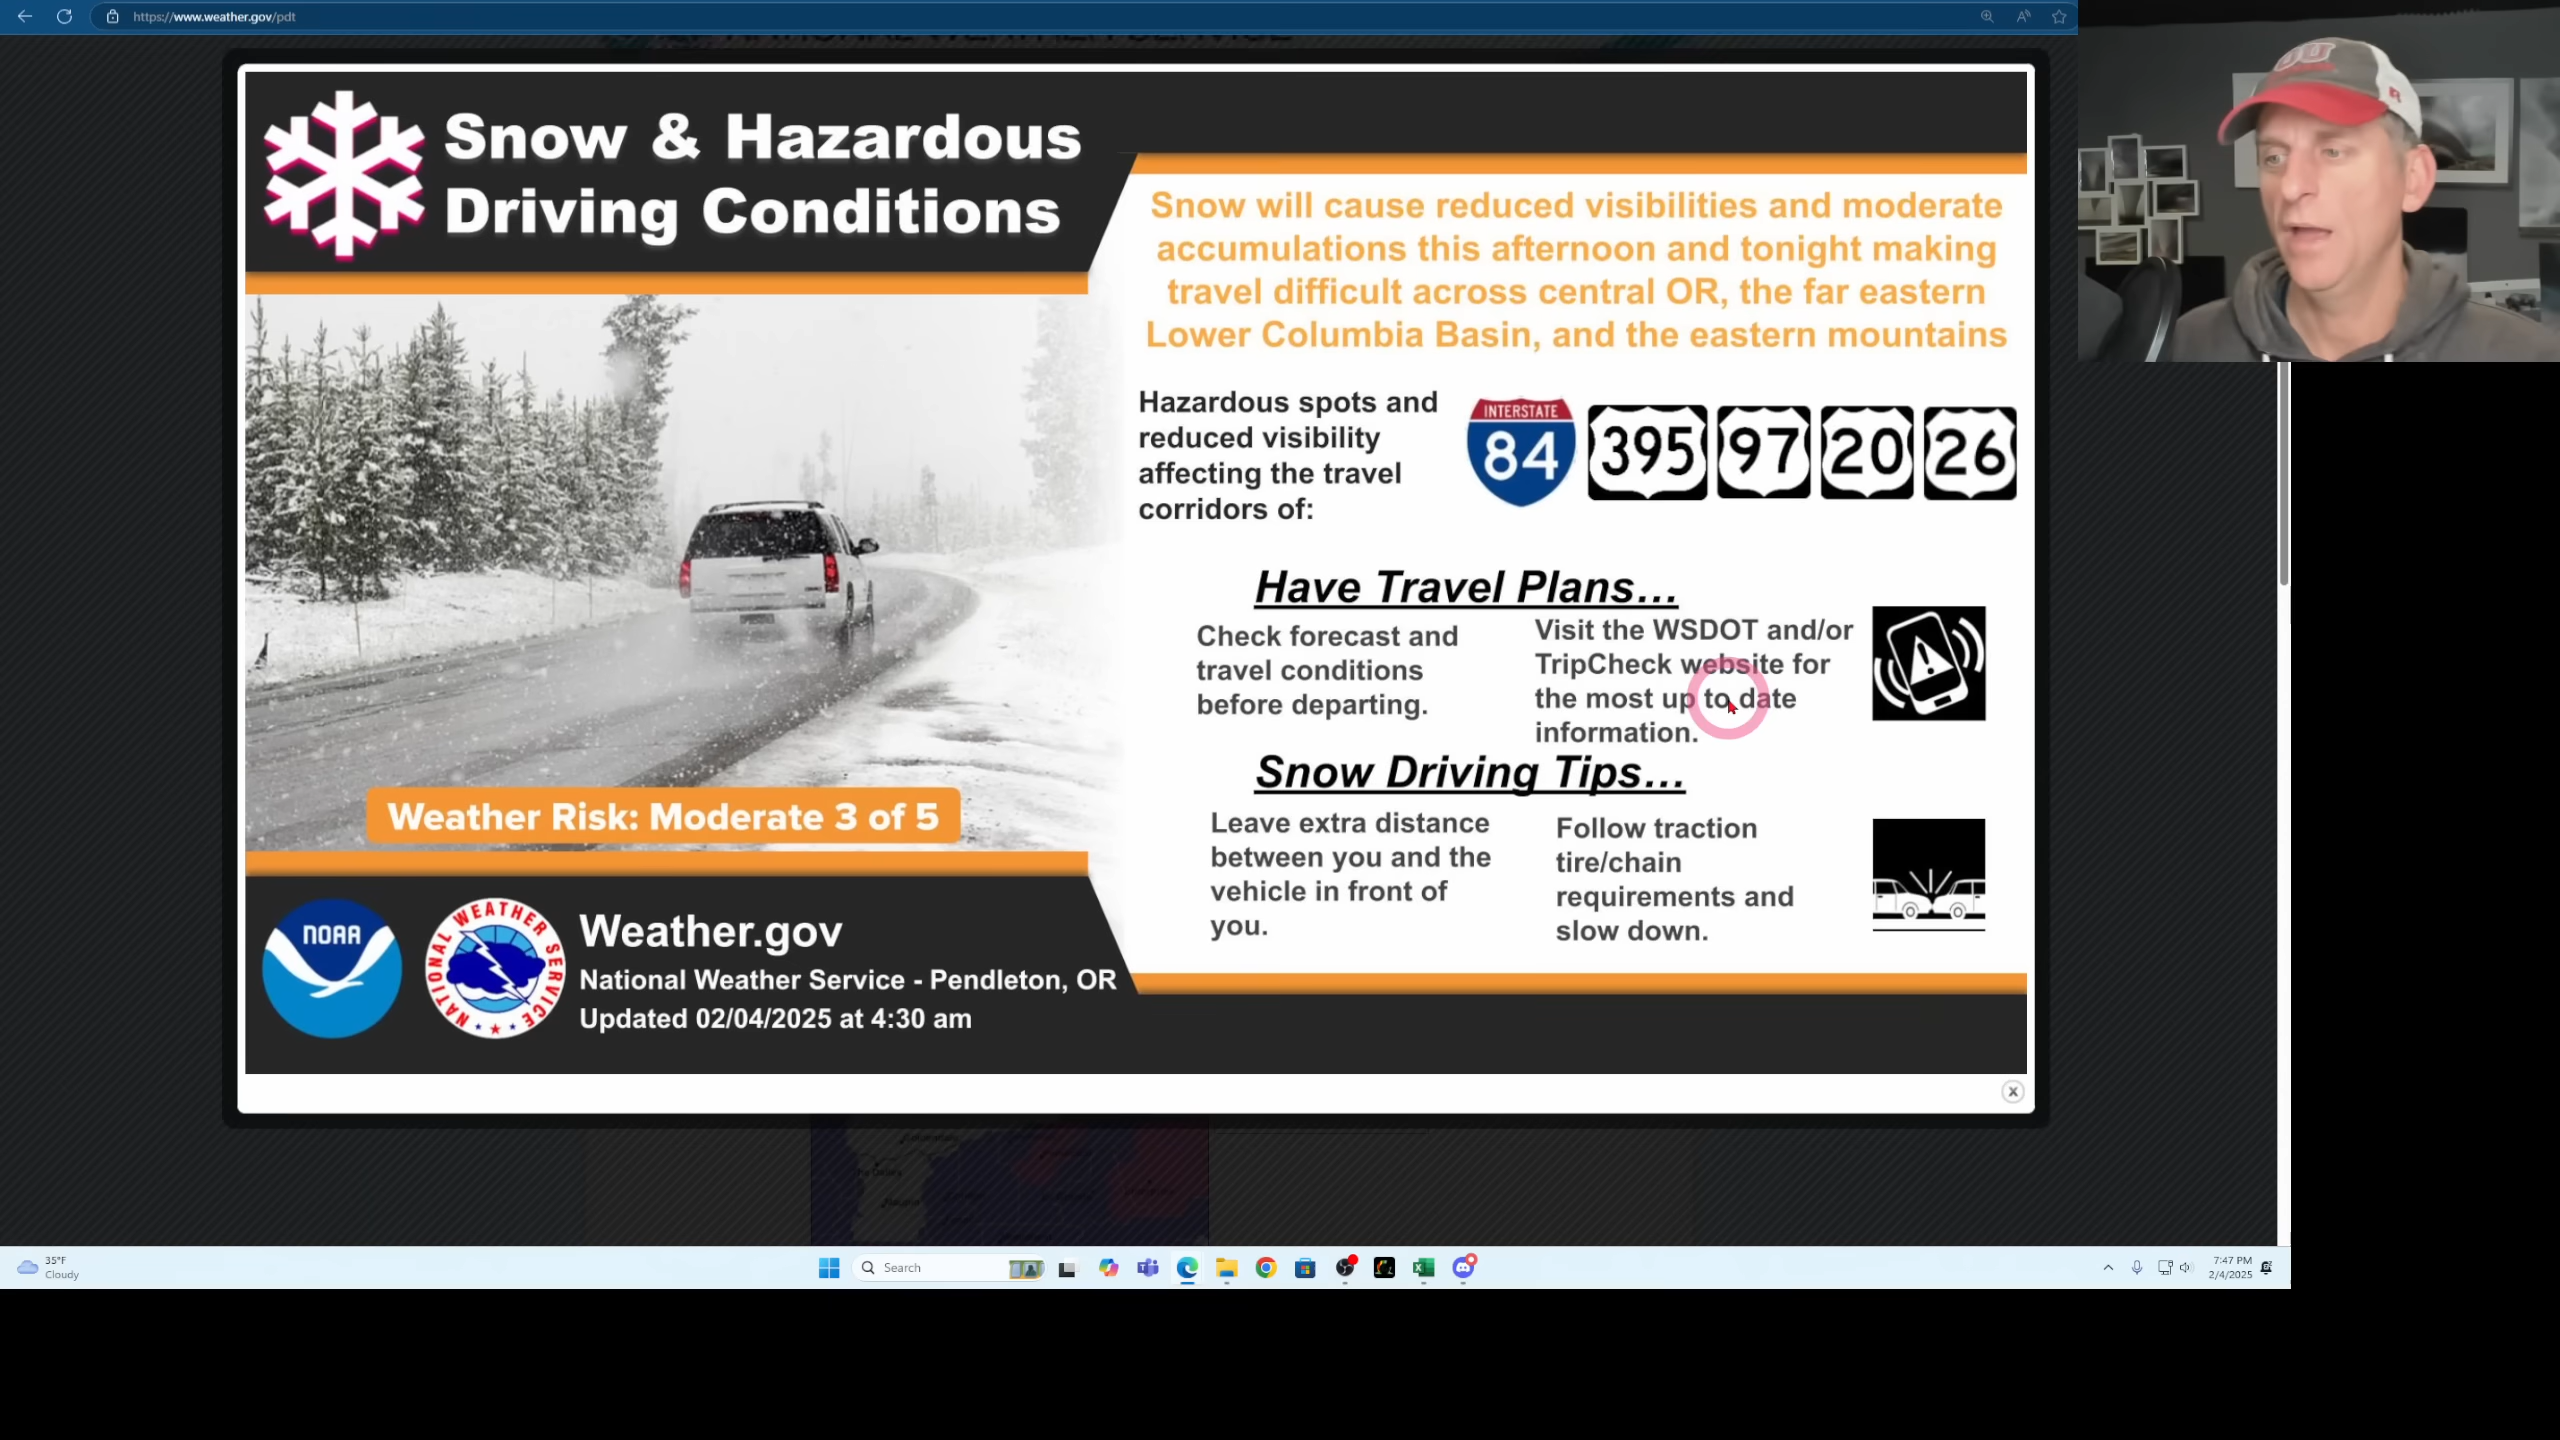 https://www.weather.gov/pdt
Snow & Hazardous
Driving Conditions
Snow will cause reduced visibilities and moderate
accumulations this afternoon and tonight making
travel difficult across central OR, the far eastern
Lower Columbia Basin, and the eastern mountains
Hazardous spots and
reduced visibility
affecting the travel
corridors of:
INTERSTATE
84 395 97 20 26
Have Travel Plans...
Check forecast and
travel conditions
before departing.
Visit the WSDOT and/or
TripCheck website for
the most up to date
information.
Snow Driving Tips...
Leave extra distance
between you and the
vehicle in front of
you.
Follow traction
tire/chain
requirements and
slow down.
Weather Risk: Moderate 3 of 5
NOAA
NATIONAL WEATHER SERVICE
Weather.gov
National Weather Service - Pendleton, OR
Updated 02/04/2025 at 4:30 am
35°F
Cloudy
Search
7:47 PM
2/4/2025